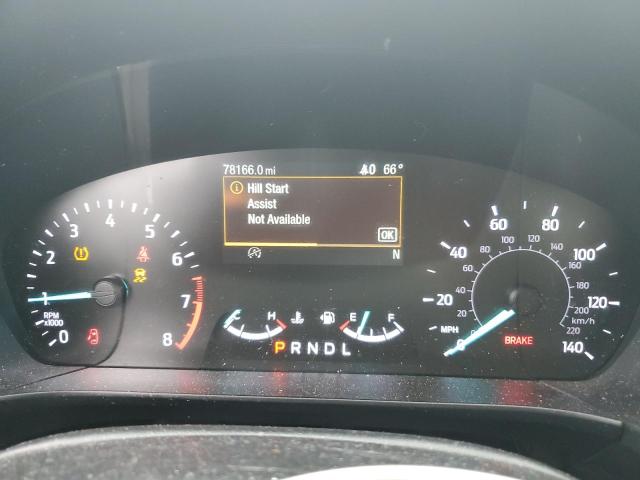 78166.0 mi 0 66°
Hill Start
Assist
Not Available
OK
N
0 1 2 3 4 5 6 7 8
RPM
x1000
C H
E F
P R N D L
0 20 40 60 80 100 120 140
MPH
20 40 60 80 100 120 140 160 180 200 220
km/h
BRAKE